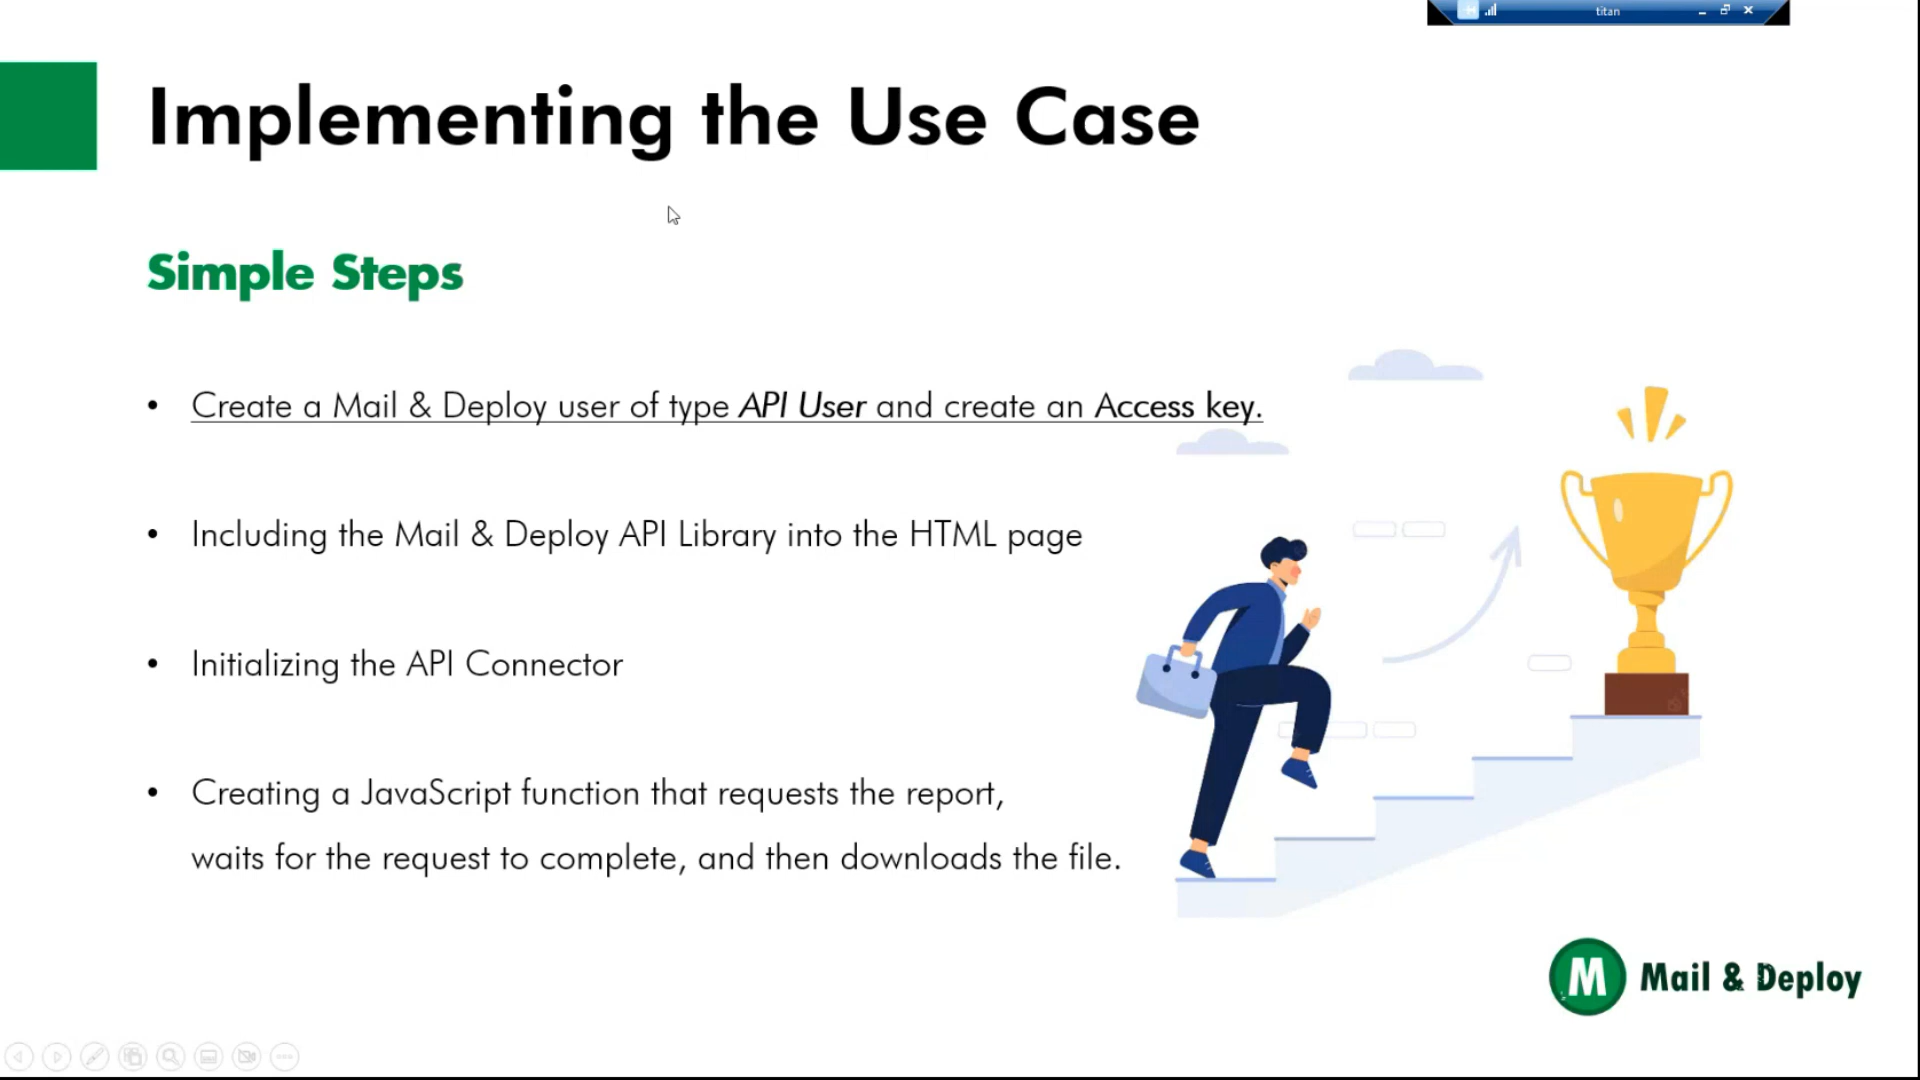 titan
Implementing the Use Case
Simple Steps
• Create a Mail & Deploy user of type API User and create an Access key.
• Including the Mail & Deploy API Library into the HTML page
• Initializing the API Connector
• Creating a JavaScript function that requests the report,
waits for the request to complete, and then downloads the file.
M Mail & Deploy